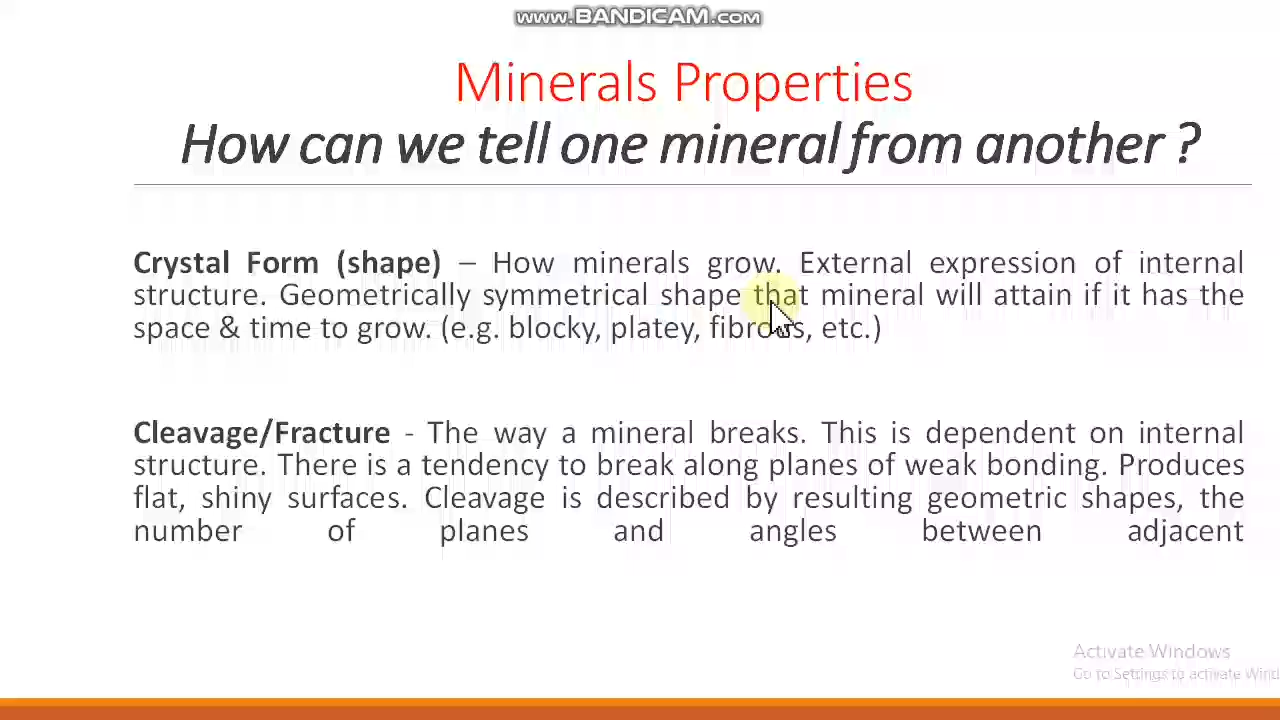 www.BANDICAM.com
Minerals Properties
How can we tell one mineral from another ?
Crystal Form (shape) – How minerals grow. External expression of internal
structure. Geometrically symmetrical shape that mineral will attain if it has the
space & time to grow. (e.g. blocky, platey, fibrous, etc.)
Cleavage/Fracture - The way a mineral breaks. This is dependent on internal
structure. There is a tendency to break along planes of weak bonding. Produces
flat, shiny surfaces. Cleavage is described by resulting geometric shapes, the
number of planes and angles between adjacent
Activate Windows
Go to Settings to activate Wind